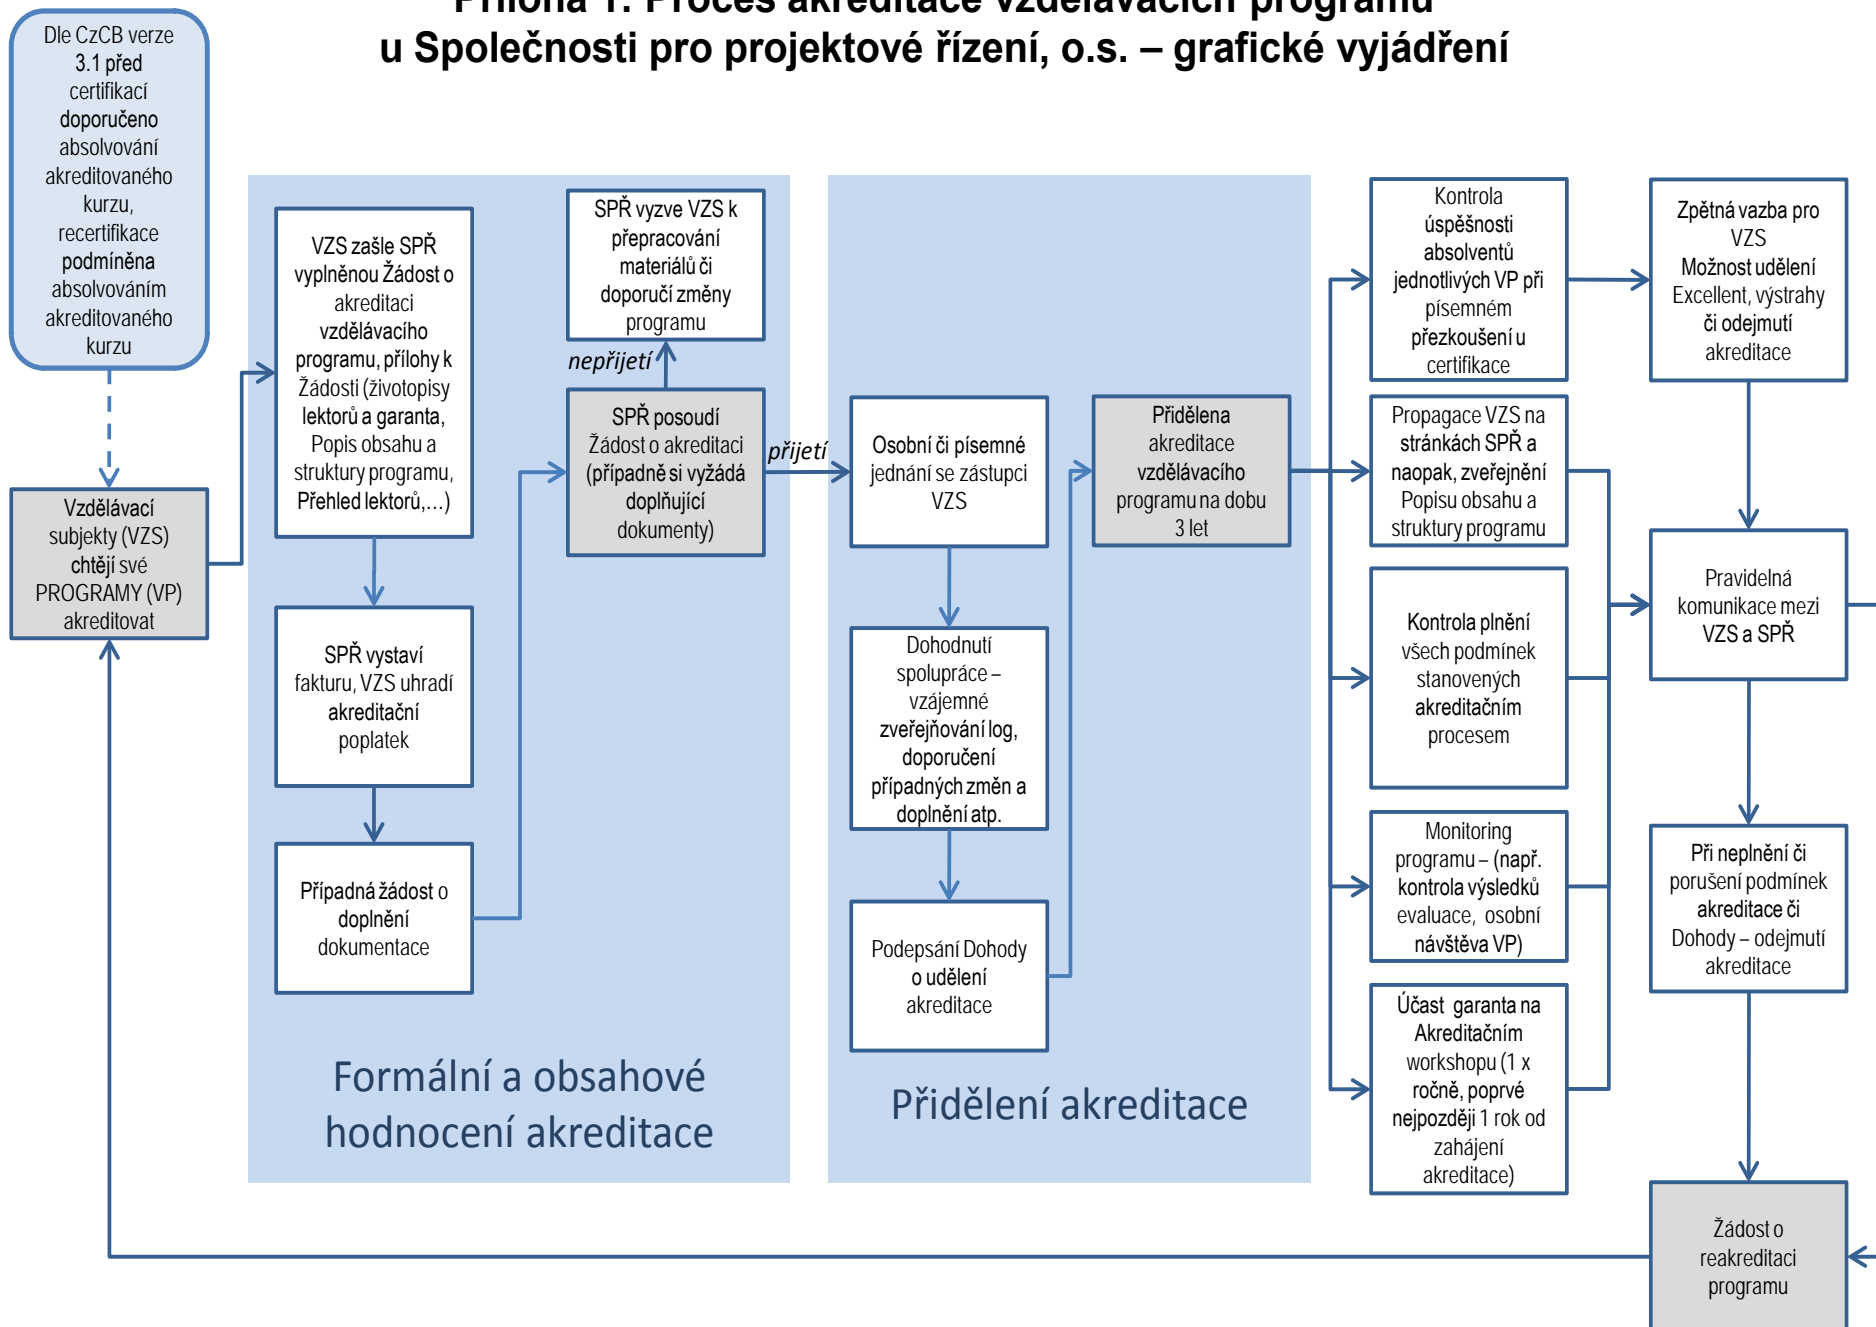 Příloha 1: Proces akreditace vzdělávacích programů
u Společnosti pro projektové řízení, o.s. – grafické vyjádření
Dle CzCB verze
3.1 před
certifikací
doporučeno
absolvování
akreditovaného
kurzu,
recertifikace
podmíněna
absolvováním
akreditovaného
kurzu
Vzdělávací
subjekty (VZS)
chtějí své
PROGRAMY (VP)
akreditovat
VZS zašle SPŘ
vyplněnou Žádost o
akreditaci
vzdělávacího
programu, přílohy k
Žádosti (životopisy
lektorů a garanta,
Popis obsahu a
struktury programu,
Přehled lektorů,…)
SPŘ vystaví
fakturu, VZS uhradí
akreditační
poplatek
Případná žádost o
doplnění
dokumentace
SPŘ vyzve VZS k
přepracování
materiálů či
doporučí změny
programu
nepřijetí
SPŘ posoudí
Žádost o akreditaci
(případně si vyžádá
doplňující
dokumenty)
přijetí
Formální a obsahové
hodnocení akreditace
Osobní či písemné
jednání se zástupci
VZS
Dohodnutí
spolupráce –
vzájemné
zveřejňování log,
doporučení
případných změn a
doplnění atp.
Podepsání Dohody
o udělení
akreditace
Přidělena
akreditace
vzdělávacího
programu na dobu
3 let
Přidělení akreditace
Kontrola
úspěšnosti
absolventů
jednotlivých VP při
písemném
přezkoušení u
certifikace
Propagace VZS na
stránkách SPŘ a
naopak, zveřejnění
Popisu obsahu a
struktury programu
Kontrola plnění
všech podmínek
stanovených
akreditačním
procesem
Monitoring
programu – (např.
kontrola výsledků
evaluace, osobní
návštěva VP)
Účast garanta na
Akreditačním
workshopu (1 x
ročně, poprvé
nejpozději 1 rok od
zahájení
akreditace)
Zpětná vazba pro
VZS
Možnost udělení
Excellent, výstrahy
či odejmutí
akreditace
Pravidelná
komunikace mezi
VZS a SPŘ
Při neplnění či
porušení podmínek
akreditace či
Dohody – odejmutí
akreditace
Žádost o
reakreditaci
programu